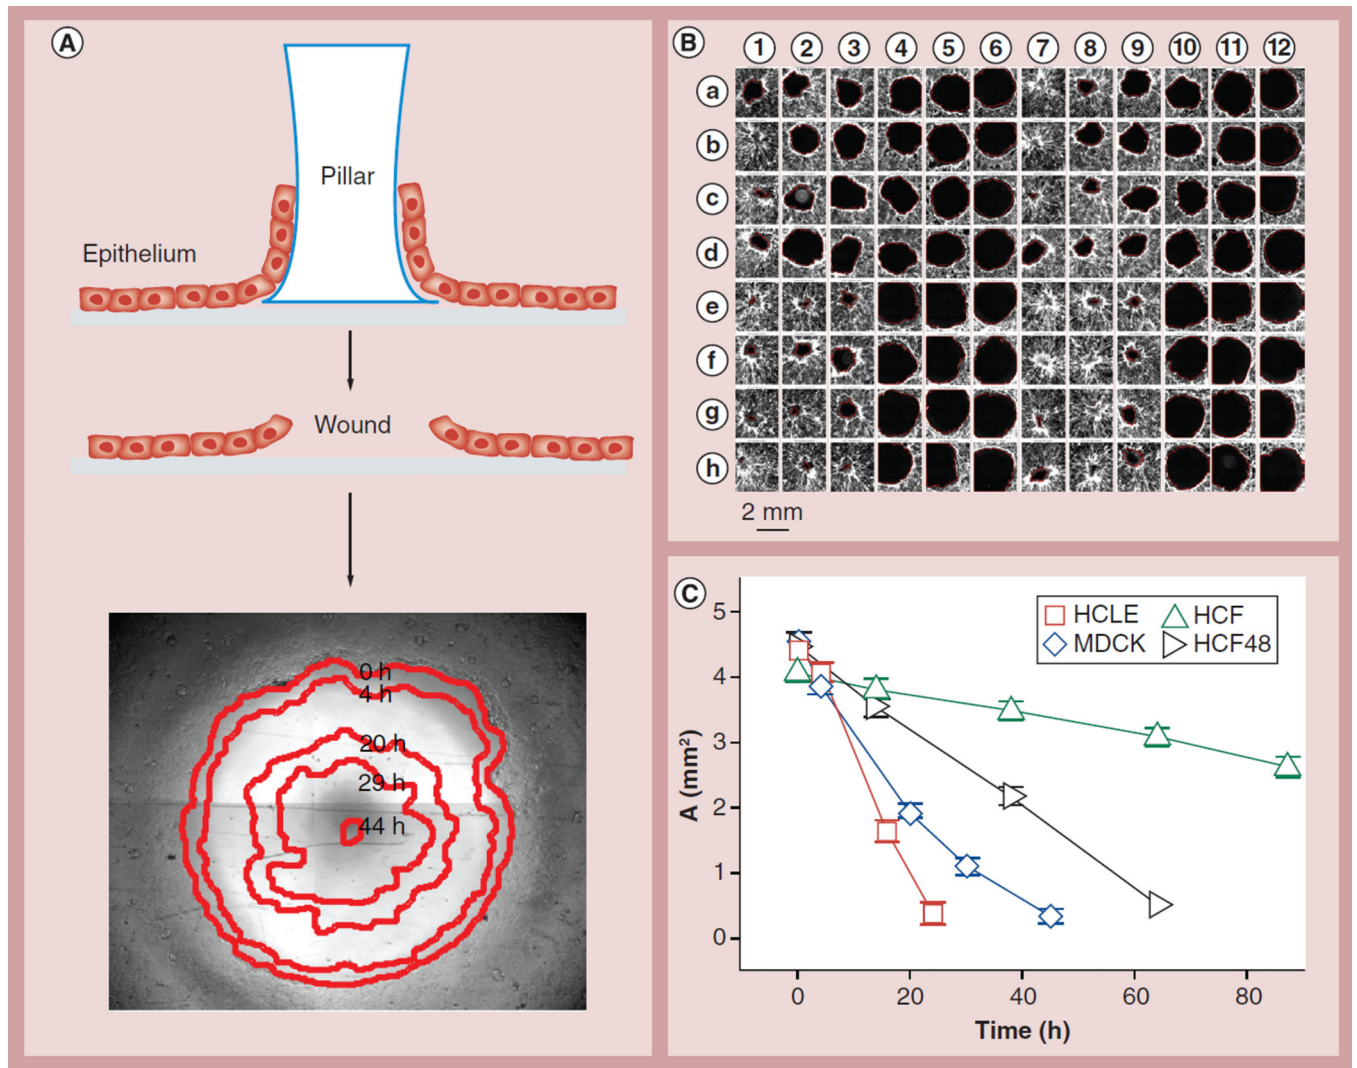 A
Pillar
Epithelium
Wound
0 h
4 h
20 h
29 h
44 h
B
1 2 3 4 5 6 7 8 9 10 11 12
a
b
c
d
e
f
g
h
2 mm
C
HCLE HCF
MDCK HCF48
A (mm²)
5
4
3
2
1
0
0 20 40 60 80
Time (h)